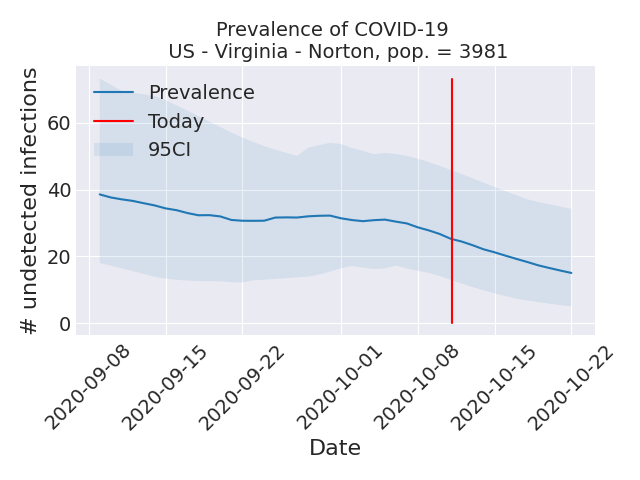 Prevalence of COVID-19
US - Virginia - Norton, pop. = 3981
# undetected infections
60
40
20
0
Prevalence
Today
95CI
2020-09-08
2020-09-15
2020-09-22
2020-10-01
2020-10-08
2020-10-15
2020-10-22
Date